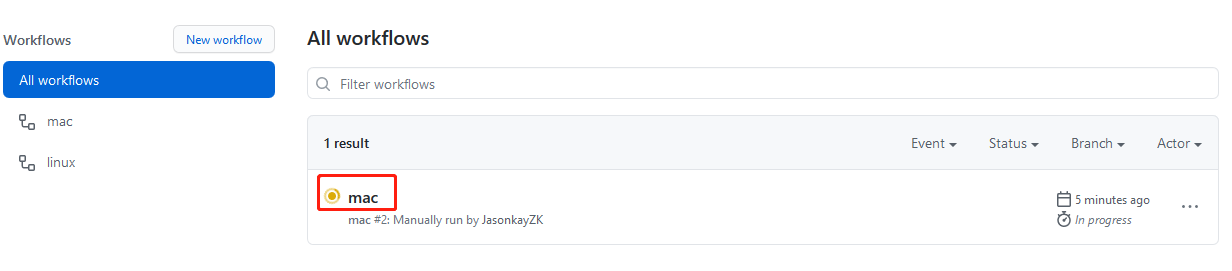 Workflows
New workflow
All workflows
mac
linux
All workflows
Filter workflows
1 result
Event
Status
Branch
Actor
mac
mac #2: Manually run by JasonkayZK
5 minutes ago
In progress